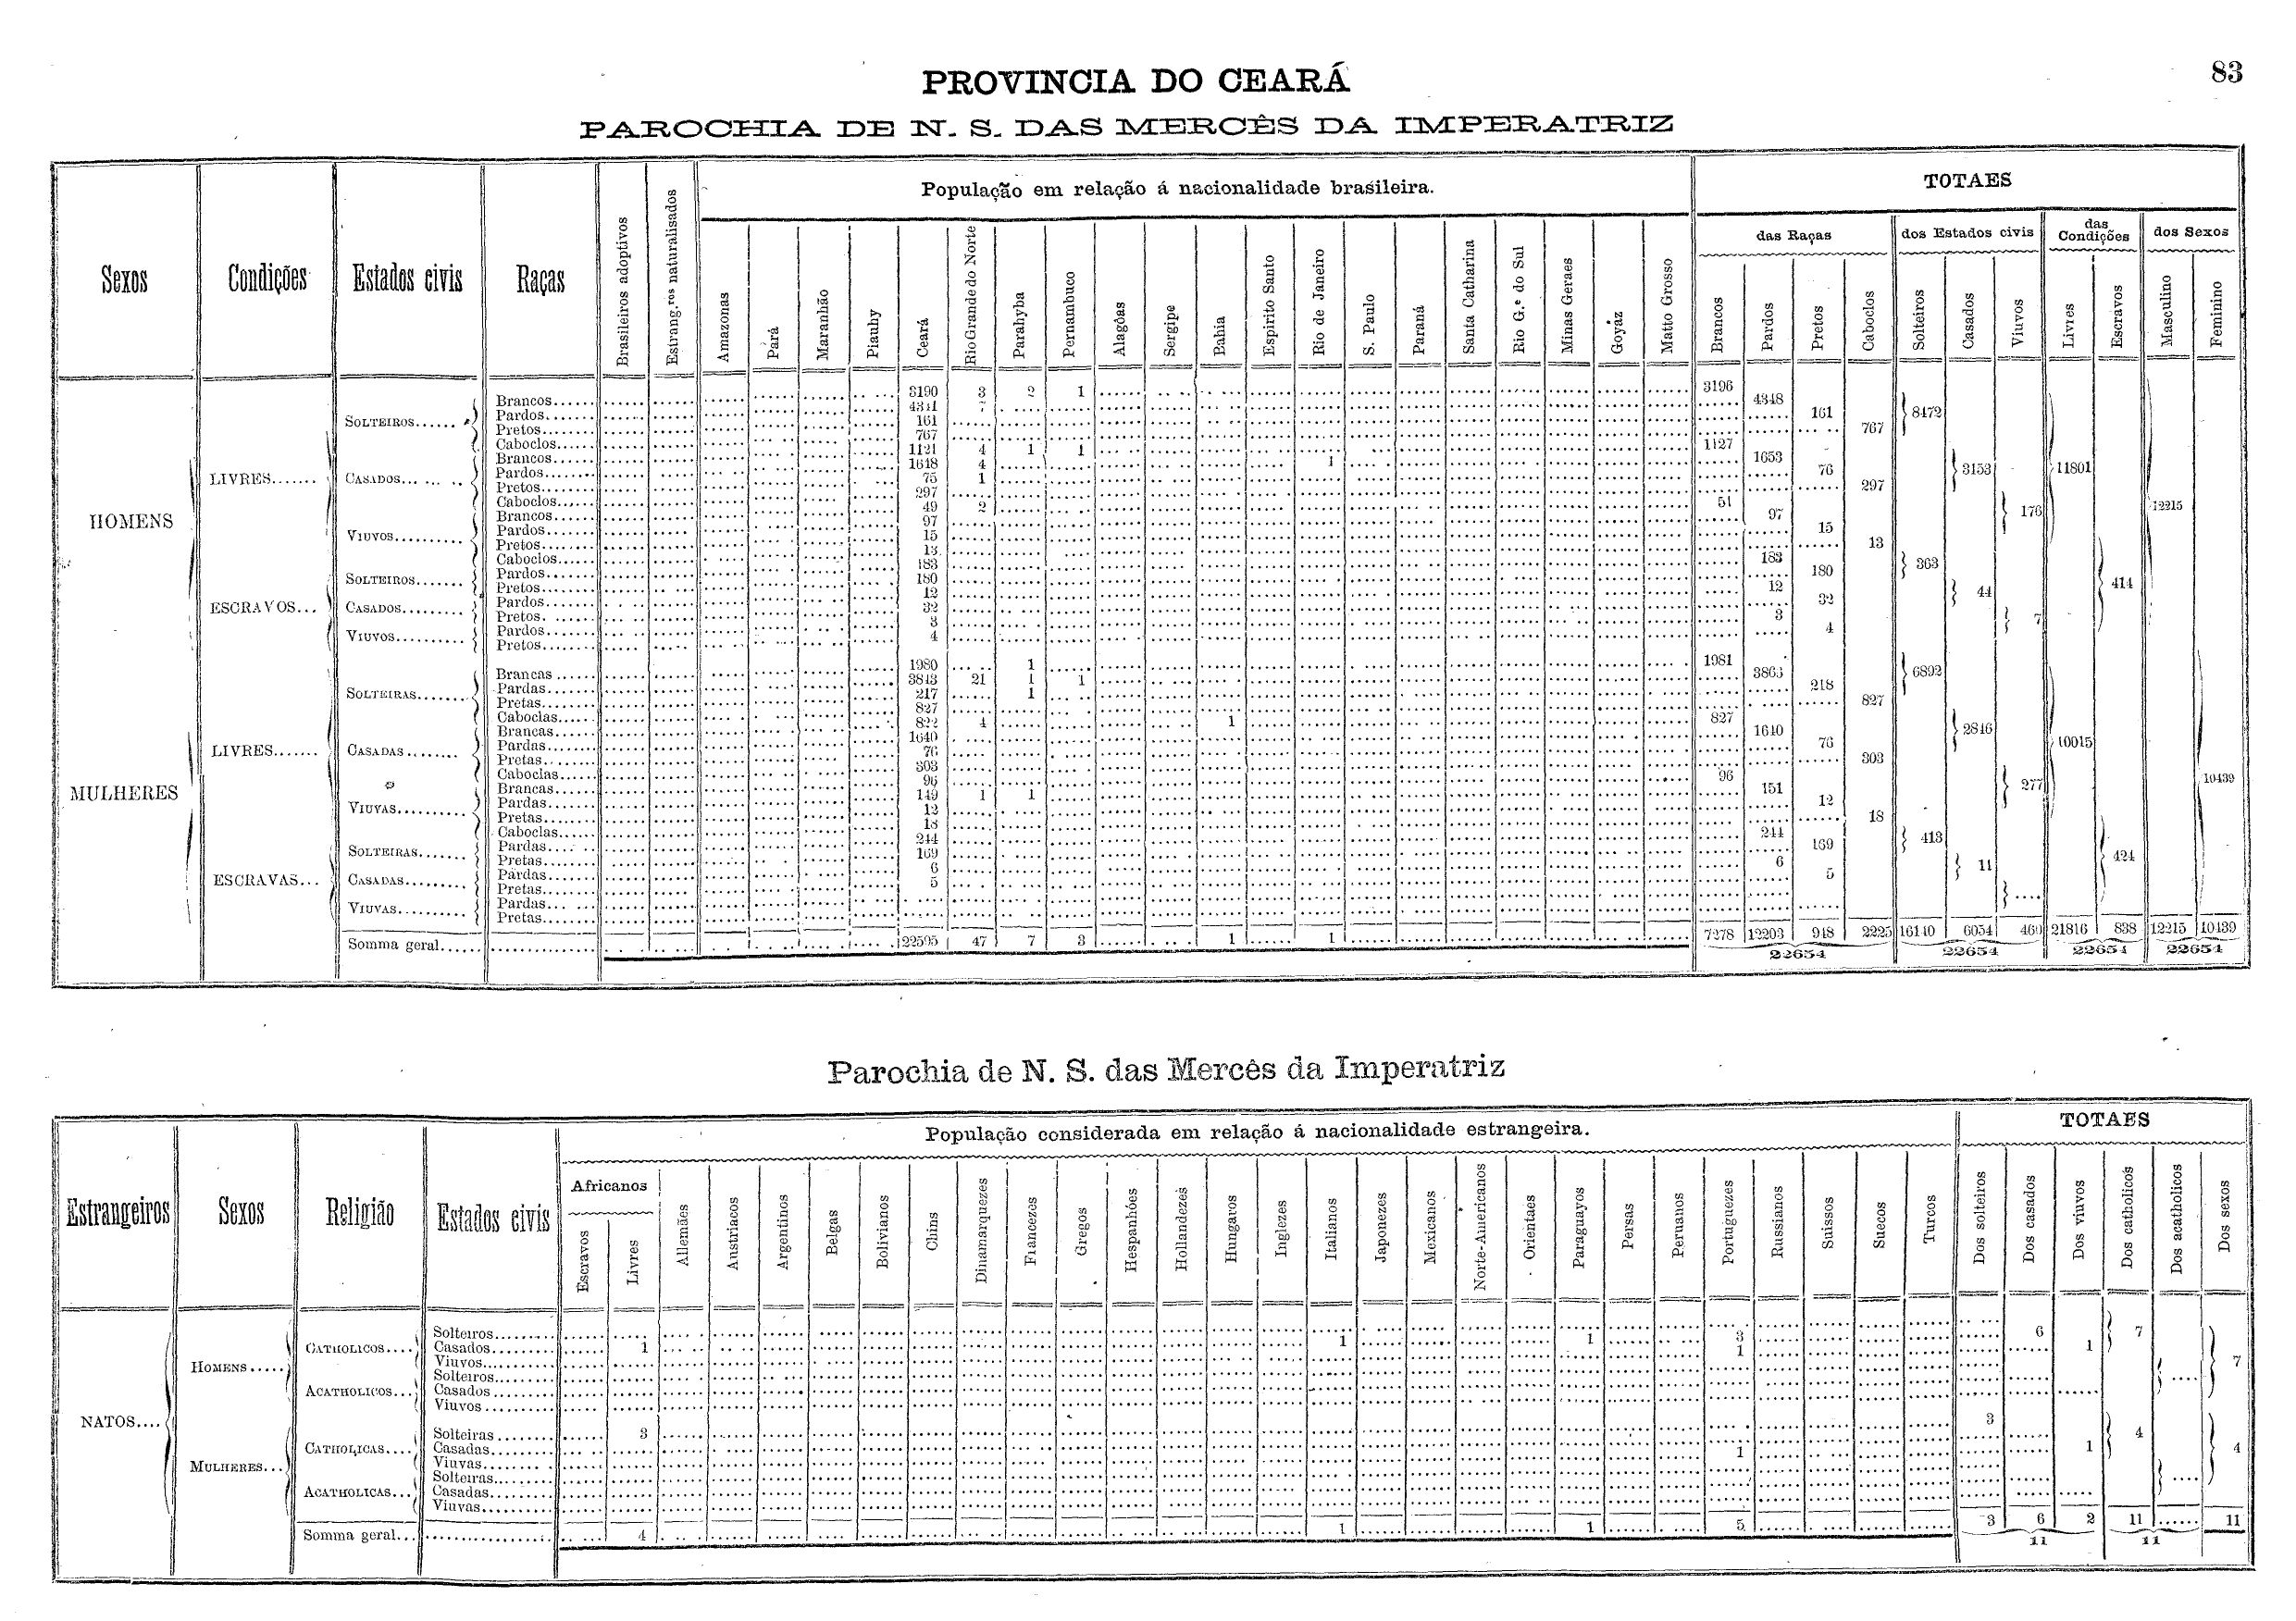 83
PROVINCIA DO CEARÁ
PAROCHIA DE N. S. DAS MERCÊS DA IMPERATRIZ
Sexos Condições Estados civis Raças Brasileiros adoptivos Estrang.ros naturalisados População em relação á nacionalidade brasileira. TOTAES
Amazonas Pará Maranhão Piauhy Ceará Rio Grande do Norte Parahyba Pernambuco Alagôas Sergipe Bahia Espirito Santo Rio de Janeiro S. Paulo Paraná Santa Catharina Rio G.e do Sul Minas Geraes Goyaz Matto Grosso
das Raças dos Estados civis das Condições dos Sexos
Brancos Pardos Pretos Caboclos Solteiros Casados Viuvos Livres Escravos Masculino Feminino
HOMENS 12215
LIVRES....... 11801
SOLTEIROS...... 8472
Brancos...... 3190 3 2 1 3196
Pardos...... 4341 7 4348
Pretos...... 161 161
Caboclos...... 767 767
CASADOS...... 3153
Brancos...... 1121 4 1 1 1127
Pardos...... 1648 4 1 1653
Pretos...... 75 1 76
Caboclos...... 297 297
VIUVOS......... 176
Brancos...... 49 2 51
Pardos...... 97 97
Pretos...... 15 15
Caboclos...... 13 13
ESCRAVOS... 414
SOLTEIROS...... 363
Pardos...... 183 183
Pretos...... 180 180
CASADOS........ 44
Pardos...... 12 12
Pretos...... 32 32
VIUVOS......... 7
Pardos...... 3 3
Pretos...... 4 4
MULHERES 10439
LIVRES....... 10015
SOLTEIRAS...... 6892
Brancas...... 1980 1 1981
Pardas...... 3843 21 1 1
Pretas...... 217 1 218
Caboclas...... 827 827
CASADAS....... 2846
Brancas...... 822 4 1 827
Pardas...... 1640 1640
Pretas...... 76 76
Caboclas...... 303 303
VIUVAS......... 277
Brancas...... 96 96
Pardas...... 149 1 1 151
Pretas...... 12 12
Caboclas...... 18 18
ESCRAVAS... 424
SOLTEIRAS...... 413
Pardas...... 244 244
Pretas...... 169 169
CASADAS........ 11
Pardas...... 6 6
Pretas...... 5 5
VIUVAS......... ....
Pardas......
Pretas......
Somma geral...... 22595 47 7 3 1 1 7278 12203 948 2225 16140 6054 460 21816 838 12215 10439
22654 22654 22654 22654
Parochia de N. S. das Mercês da Imperatriz
Estrangeiros Sexos Religião Estados civis População considerada em relação á nacionalidade estrangeira. TOTAES
Africanos
Escravos Livres Allemães Austriacos Argentinos Belgas Bolivianos Chins Dinamarquezes Francezes Gregos Hespanhóes Hollandezes Hungaros Inglezes Italianos Japonezes Mexicanos Norte-Americanos Orientaes Paraguayos Persas Peruanos Portuguezes Russianos Suissos Suecos Turcos Dos solteiros Dos casados Dos viuvos Dos catholicos Dos acatholicos Dos sexos
NATOS....
HOMENS..... 7
CATHOLICOS.... 7
Solteiros.........
Casados......... 1 1 1 3 6
Viuvos......... 1 1
ACATHOLICOS... ....
Solteiros.........
Casados.........
Viuvos.........
MULHERES... 4
CATHOLICAS.... 4
Solteiras......... 3 3
Casadas.........
Viuvas......... 1 1
ACATHOLICAS... ....
Solteiras.........
Casadas.........
Viuvas.........
Somma geral... 4 1 1 5 3 6 2 11 ...... 11
11 11